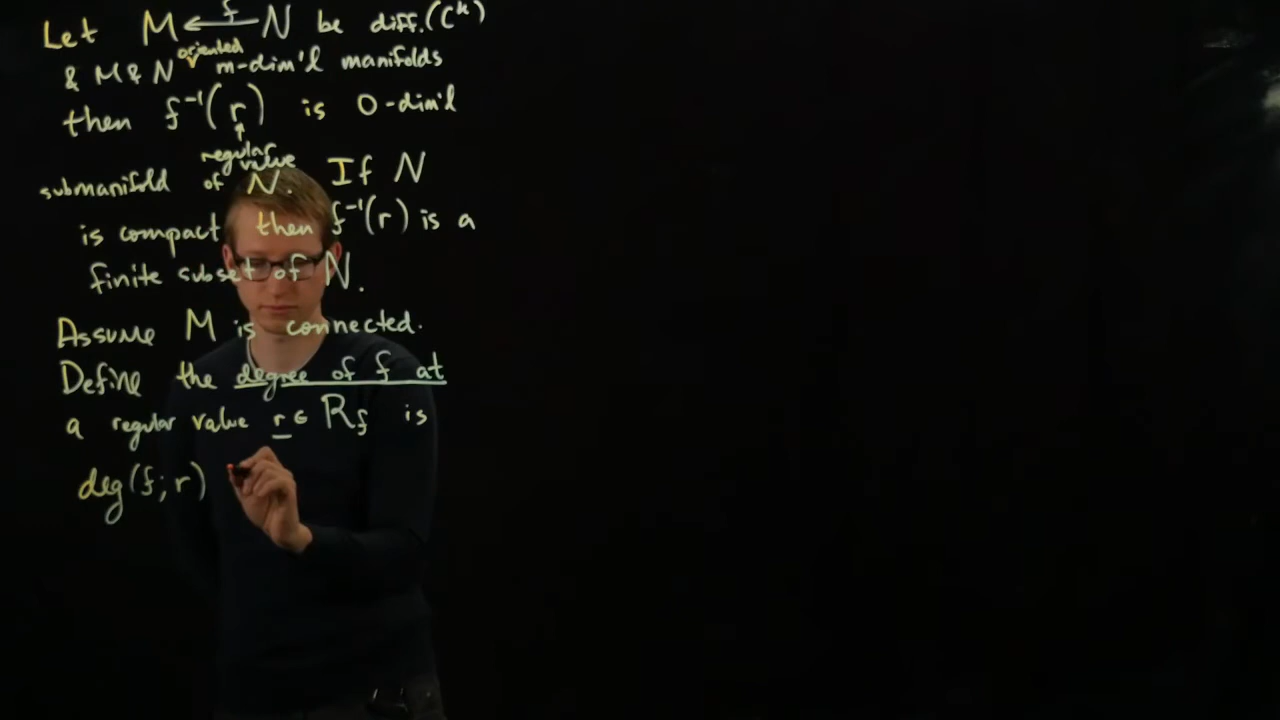 Let M ←f— N be diff. (Cᵏ)
& M & N oriented m-dim'l manifolds
then f⁻¹(r) is 0-dim'l
↑
regular value
submanifold of N. If N
is compact then f⁻¹(r) is a
finite subset of N.
Assume M is connected.
Define the degree of f at
a regular value r ∈ R_f is
deg(f; r)